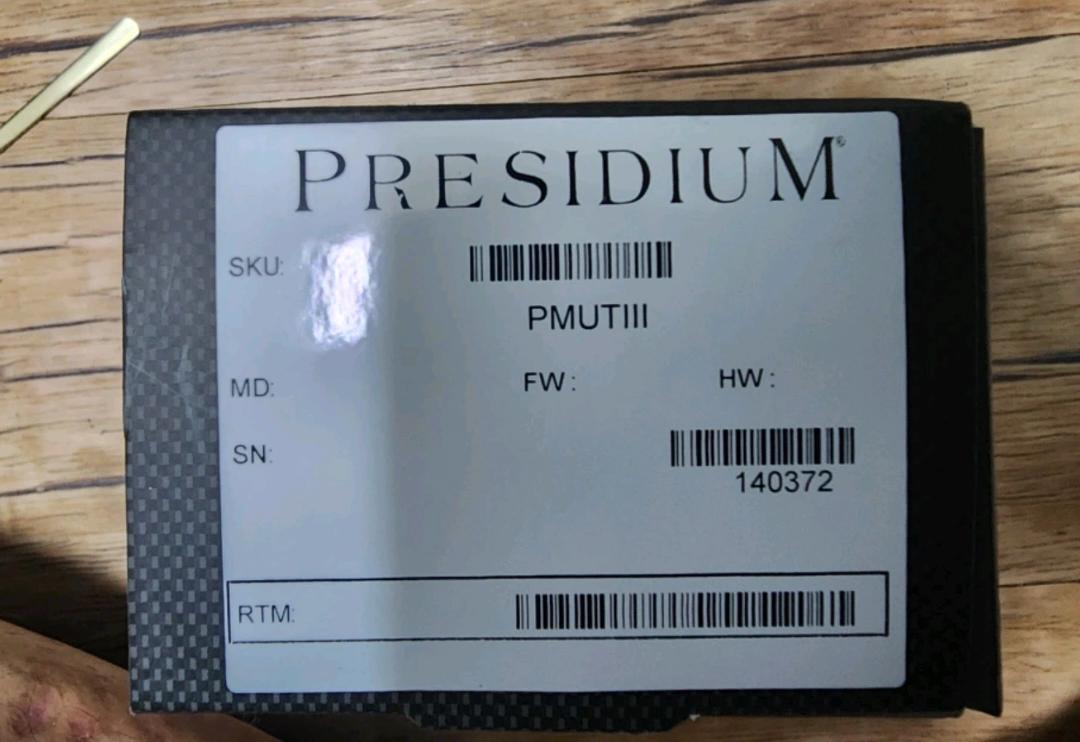 PRESIDIUM®
SKU:
PMUTIII
MD: FW: HW:
SN:
140372
RTM: